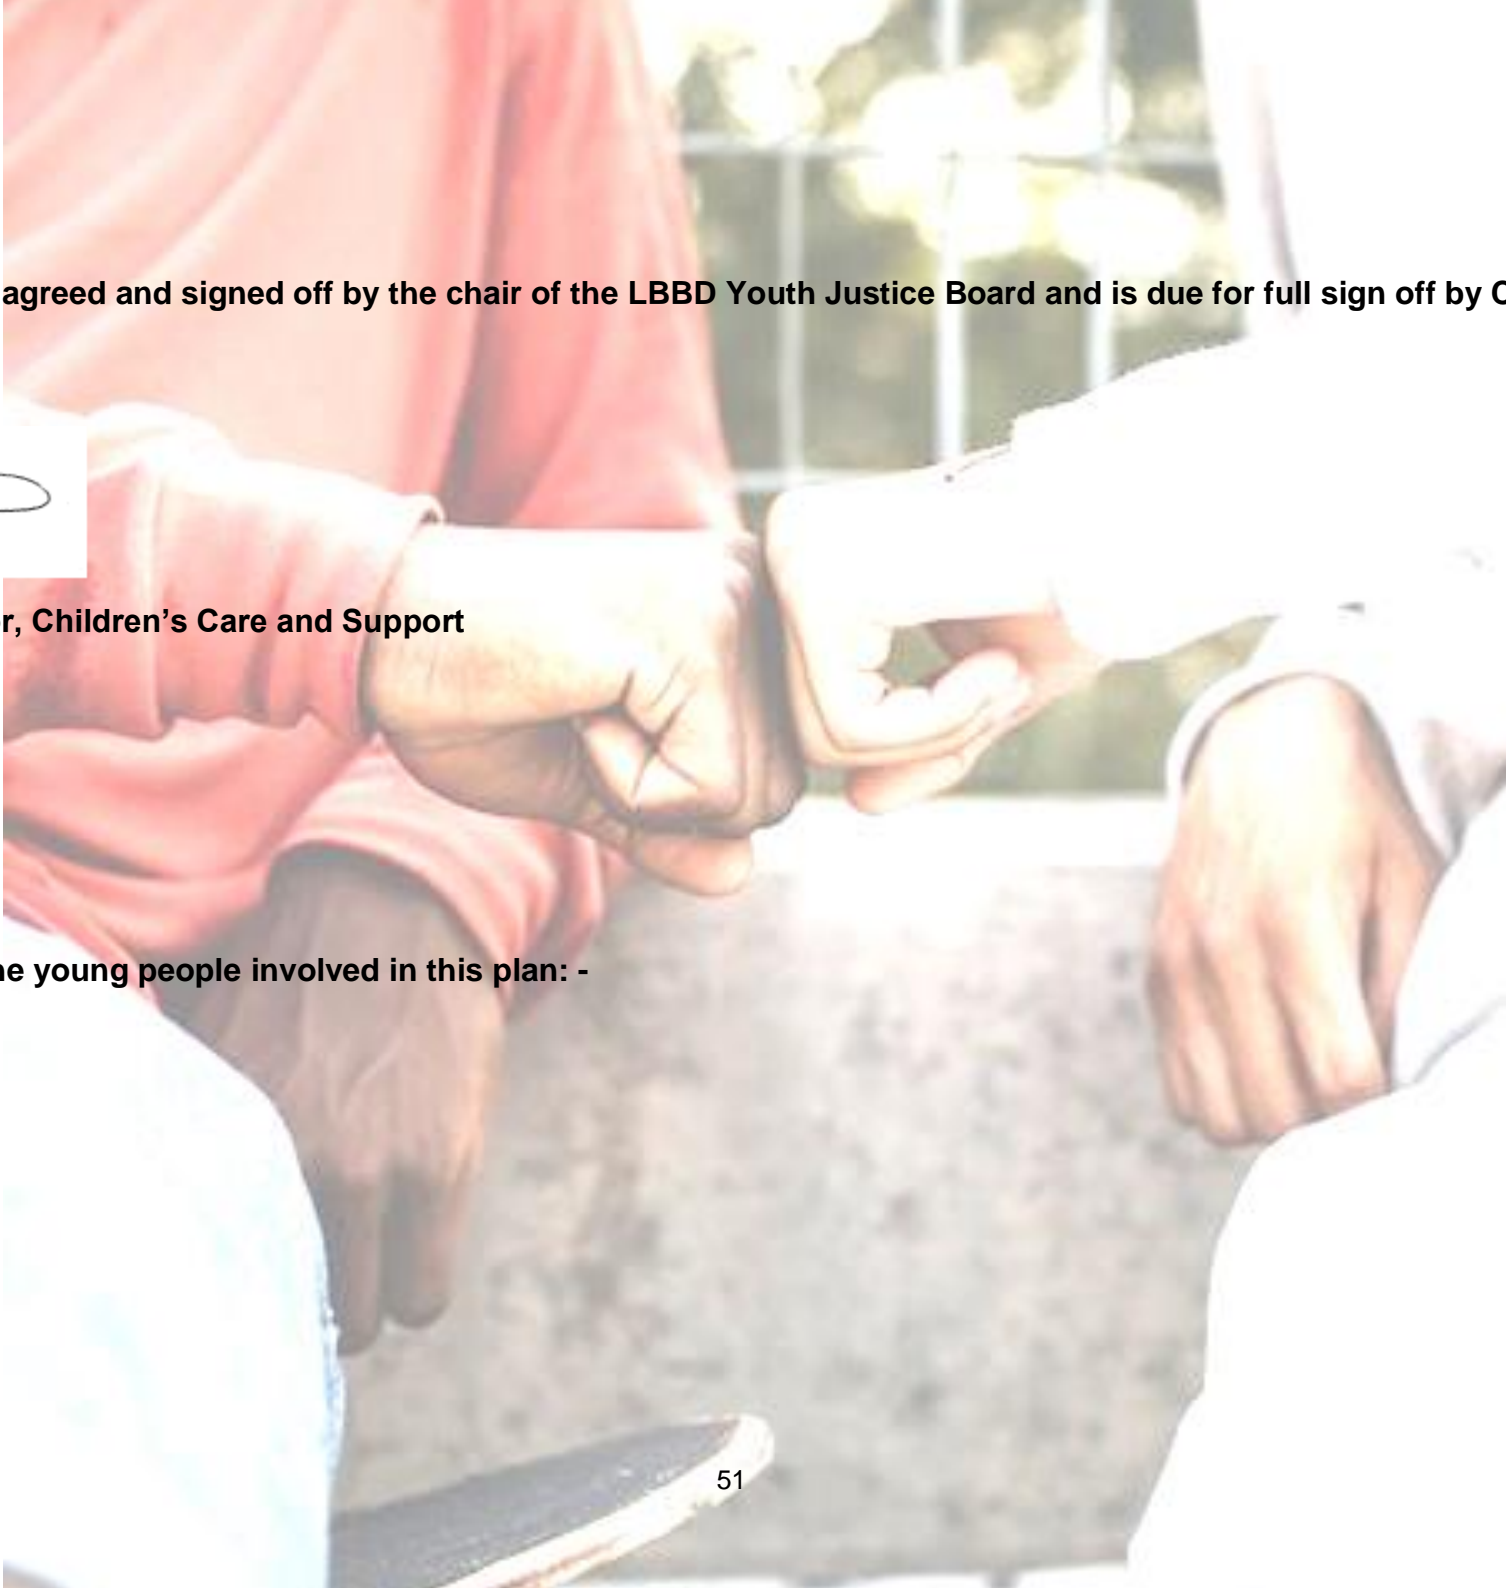 agreed and signed off by the chair of the LBBD Youth Justice Board and is due for full sign off by
Children’s Care and Support
young people involved in this plan: -
51